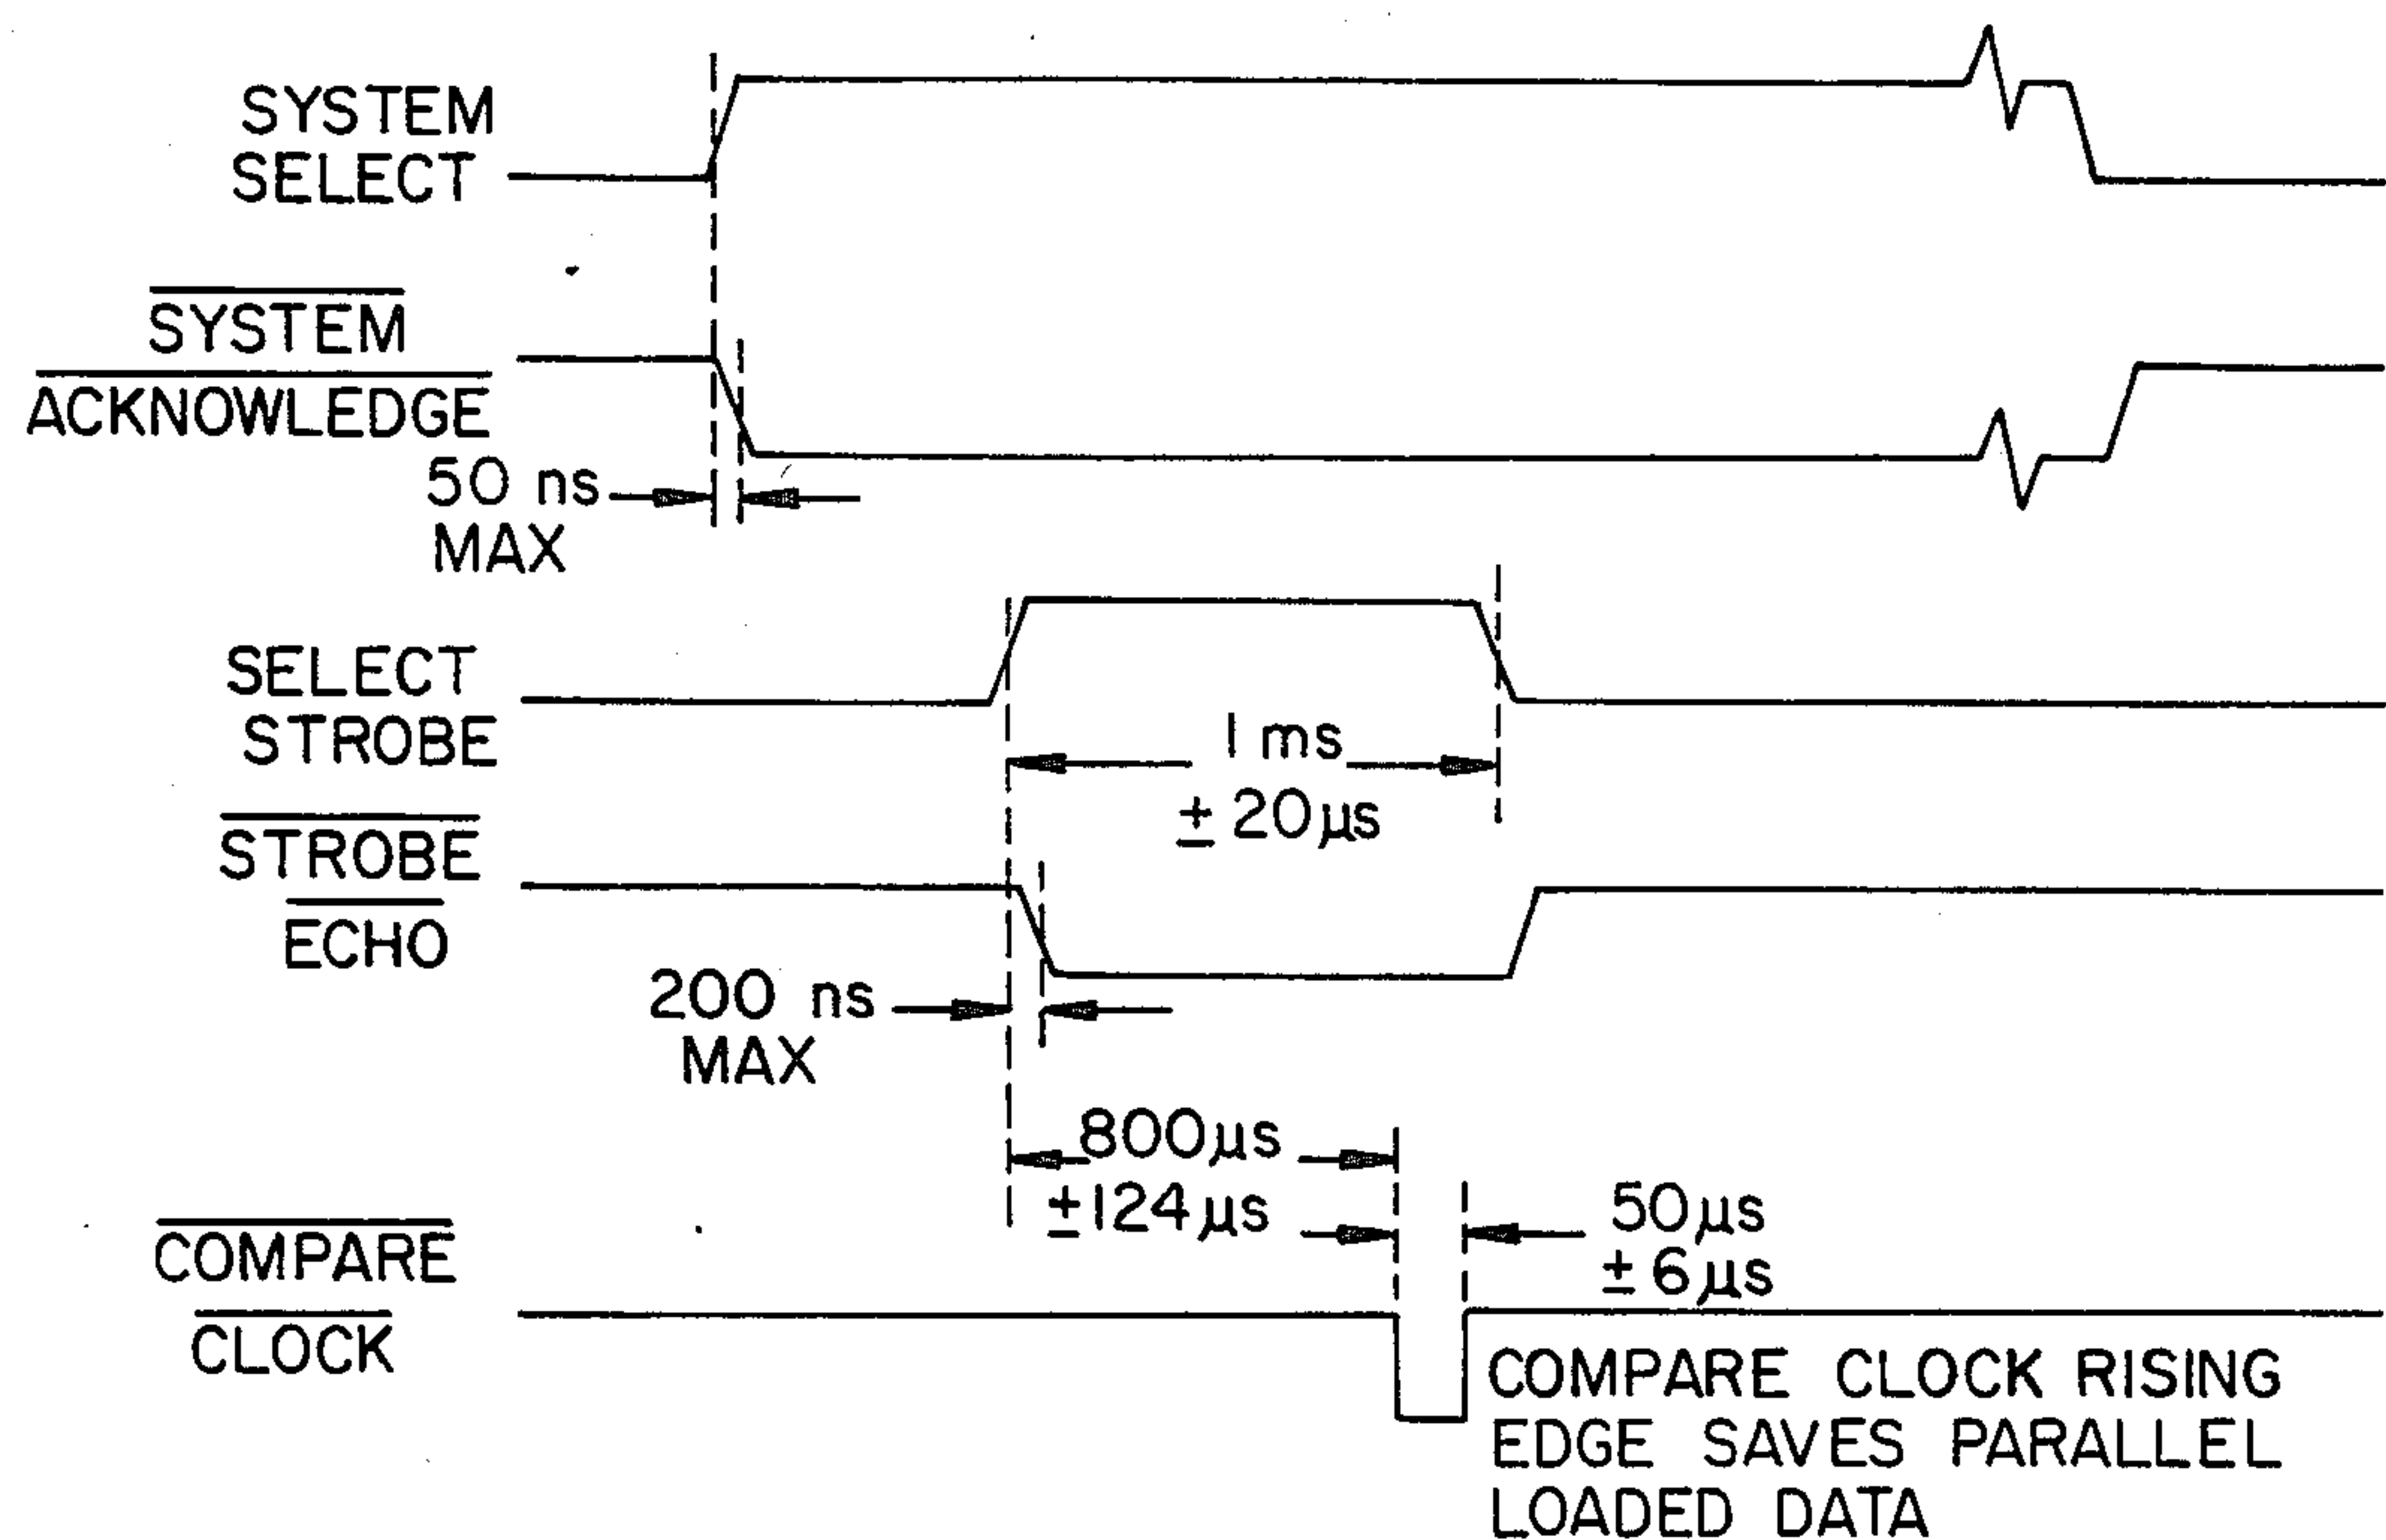 SYSTEM
SELECT
SYSTEM
ACKNOWLEDGE
50 ns
MAX
SELECT
STROBE
1 ms
± 20μs
STROBE
ECHO
200 ns
MAX
800μs
±124μs
50μs
±6μs
COMPARE
CLOCK
COMPARE CLOCK RISING
EDGE SAVES PARALLEL
LOADED DATA